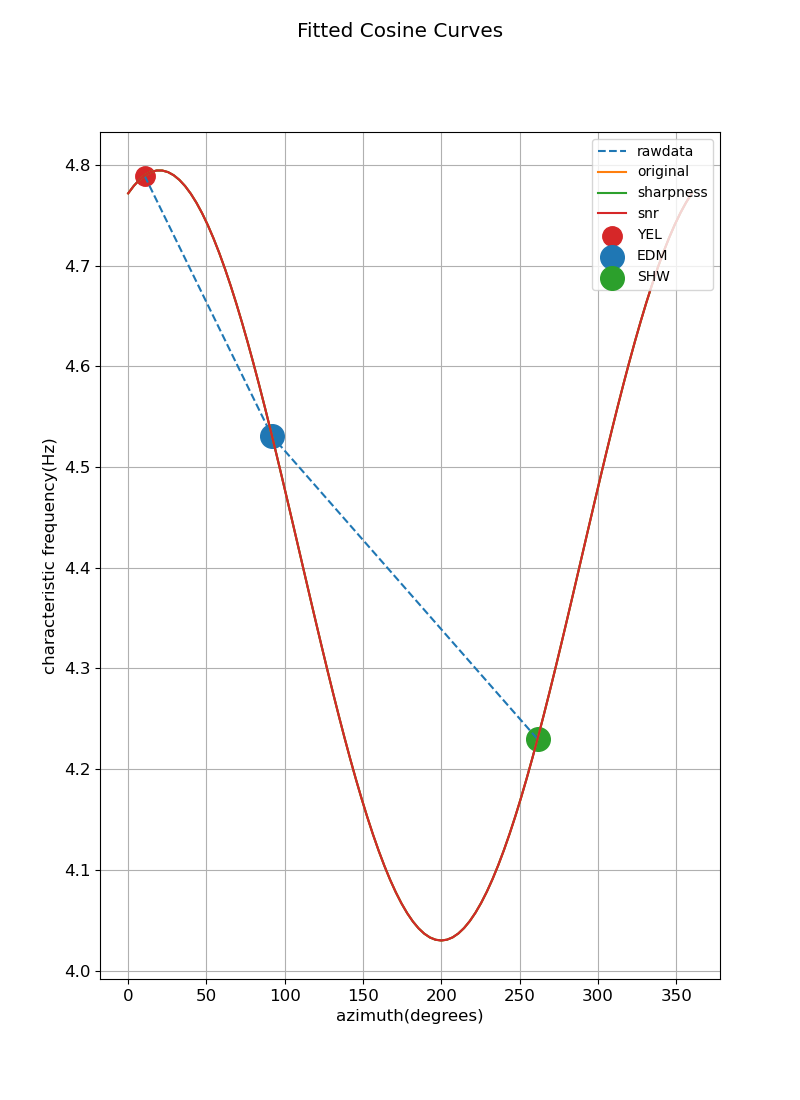 Fitted Cosine Curves
rawdata
original
sharpness
snr
YEL
EDM
SHW
4.8
4.7
4.6
4.5
4.4
4.3
4.2
4.1
4.0
characteristic frequency(Hz)
0 50 100 150 200 250 300 350
azimuth(degrees)